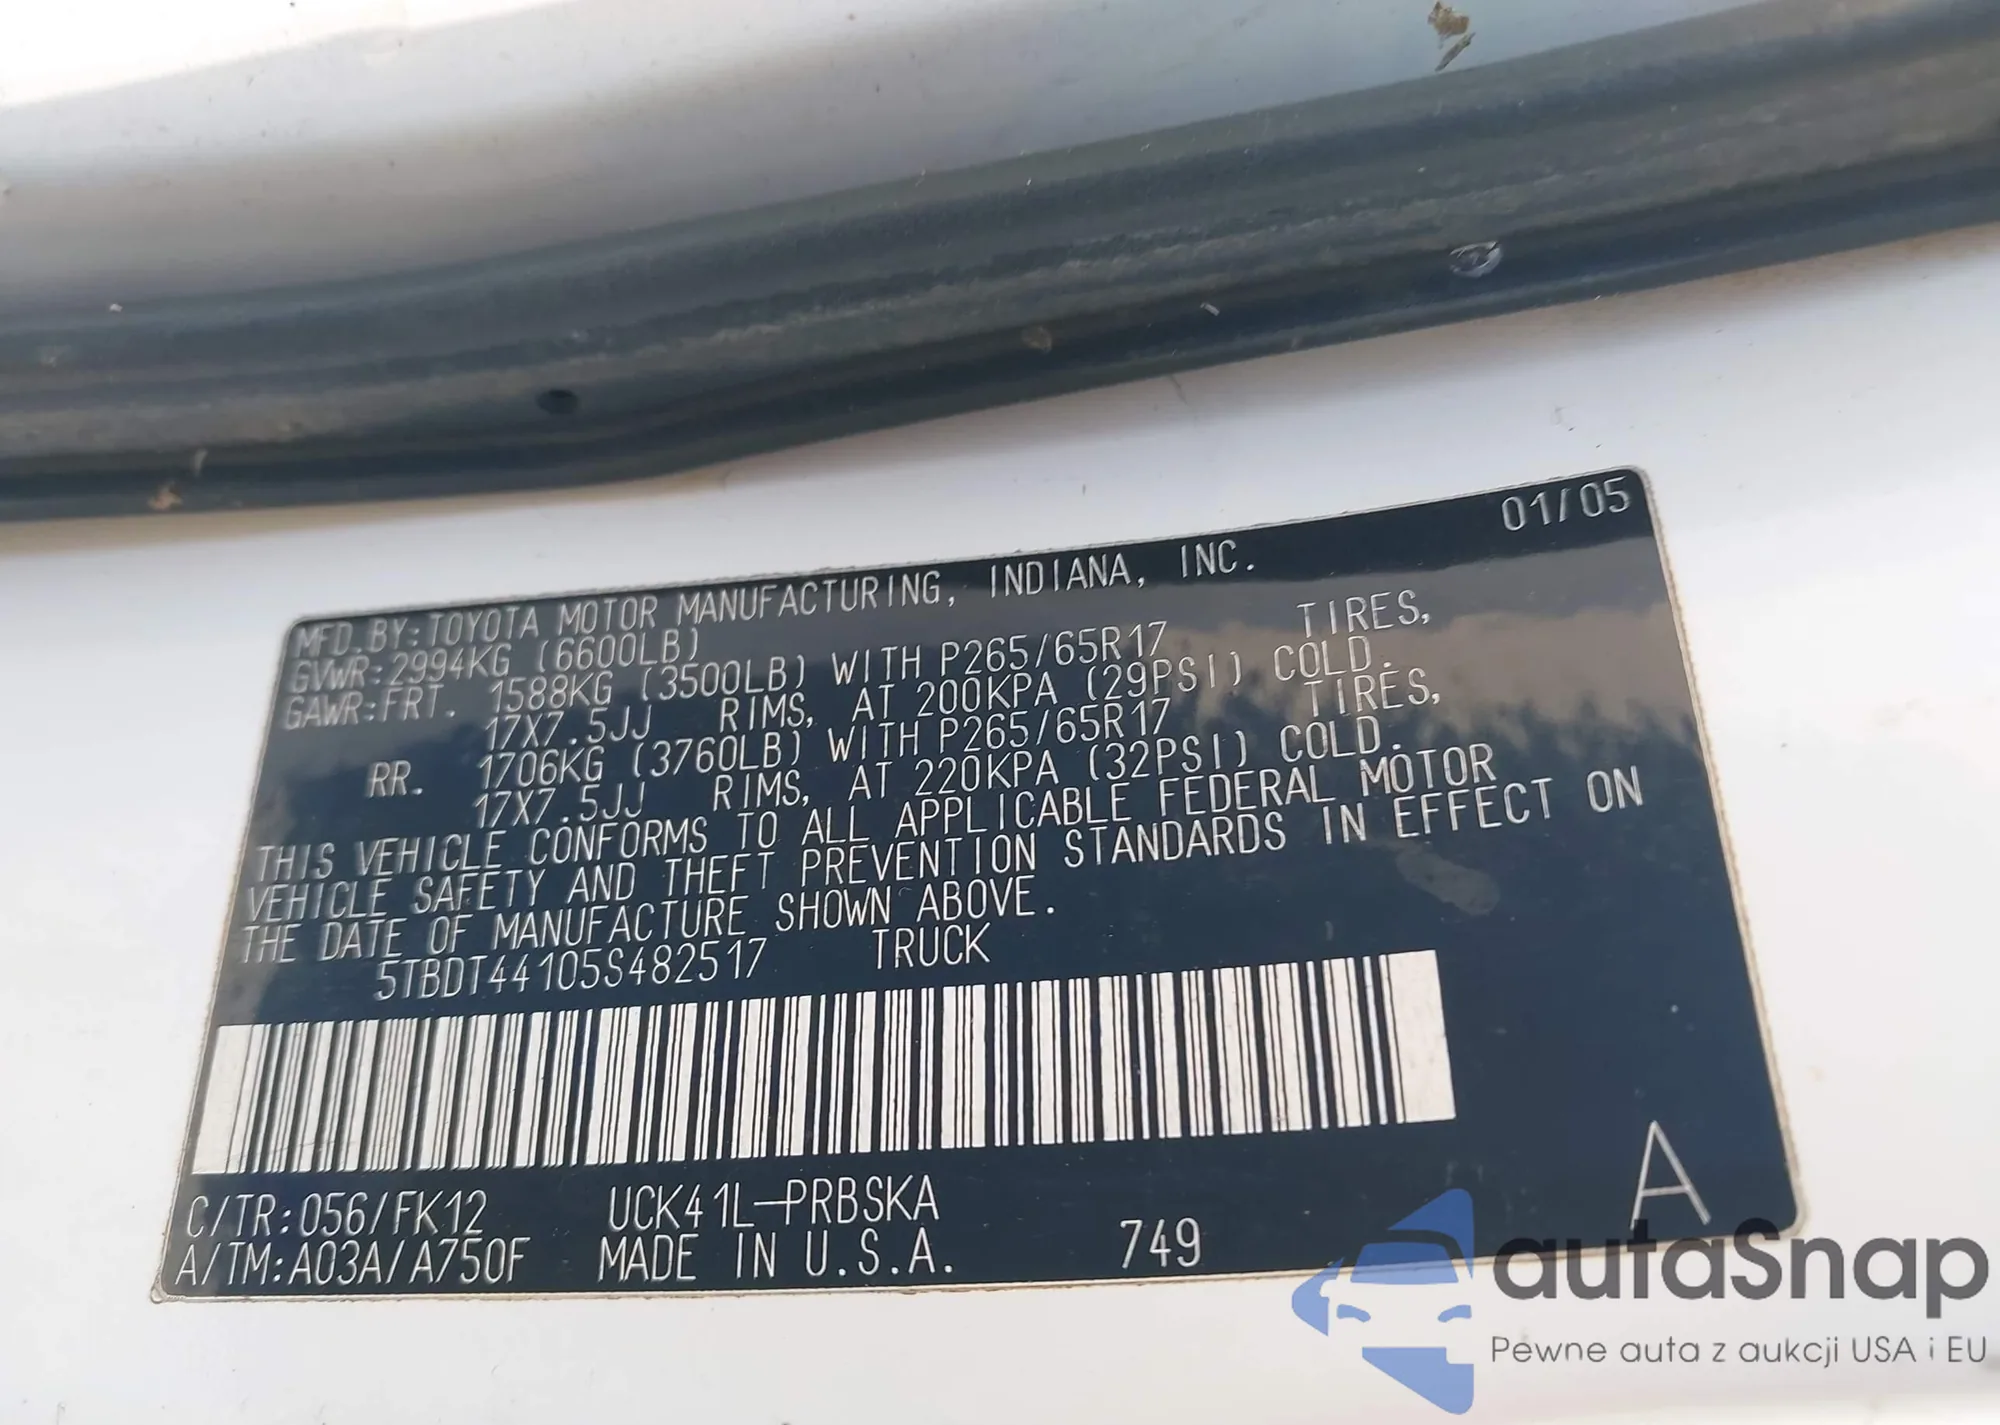 01/05
MFD.BY:TOYOTA MOTOR MANUFACTURING, INDIANA, INC.
GVWR:2994KG (6600LB)
GAWR:FRT. 1588KG (3500LB) WITH P265/65R17 TIRES,
17X7.5JJ RIMS, AT 200KPA (29PSI) COLD.
RR. 1706KG (3760LB) WITH P265/65R17 TIRES,
17X7.5JJ RIMS, AT 220KPA (32PSI) COLD.
THIS VEHICLE CONFORMS TO ALL APPLICABLE FEDERAL MOTOR
VEHICLE SAFETY AND THEFT PREVENTION STANDARDS IN EFFECT ON
THE DATE OF MANUFACTURE SHOWN ABOVE.
5TBDT44105S482517 TRUCK
C/TR:056/FK12 UCK41L-PRBSKA
A/TM:A03A/A750F MADE IN U.S.A. 749
A
autaSnap
Pewne auta z aukcji USA i EU